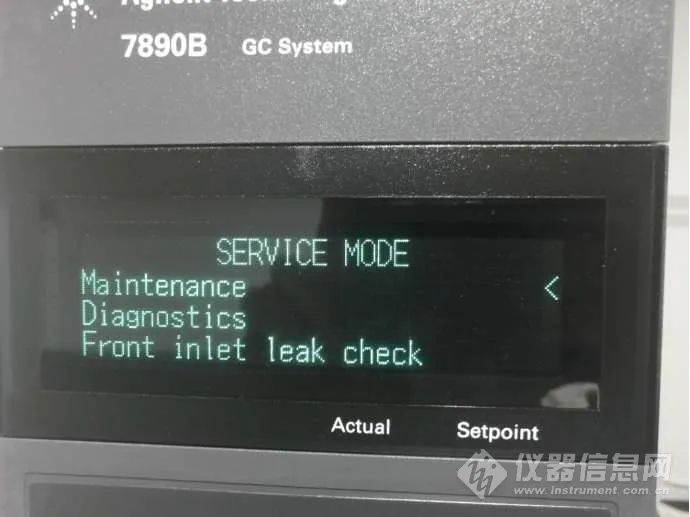 Agilent
7890B GC System
SERVICE MODE
Maintenance <
Diagnostics
Front inlet leak check
Actual Setpoint
仪器信息网
www.instrument.com.cn